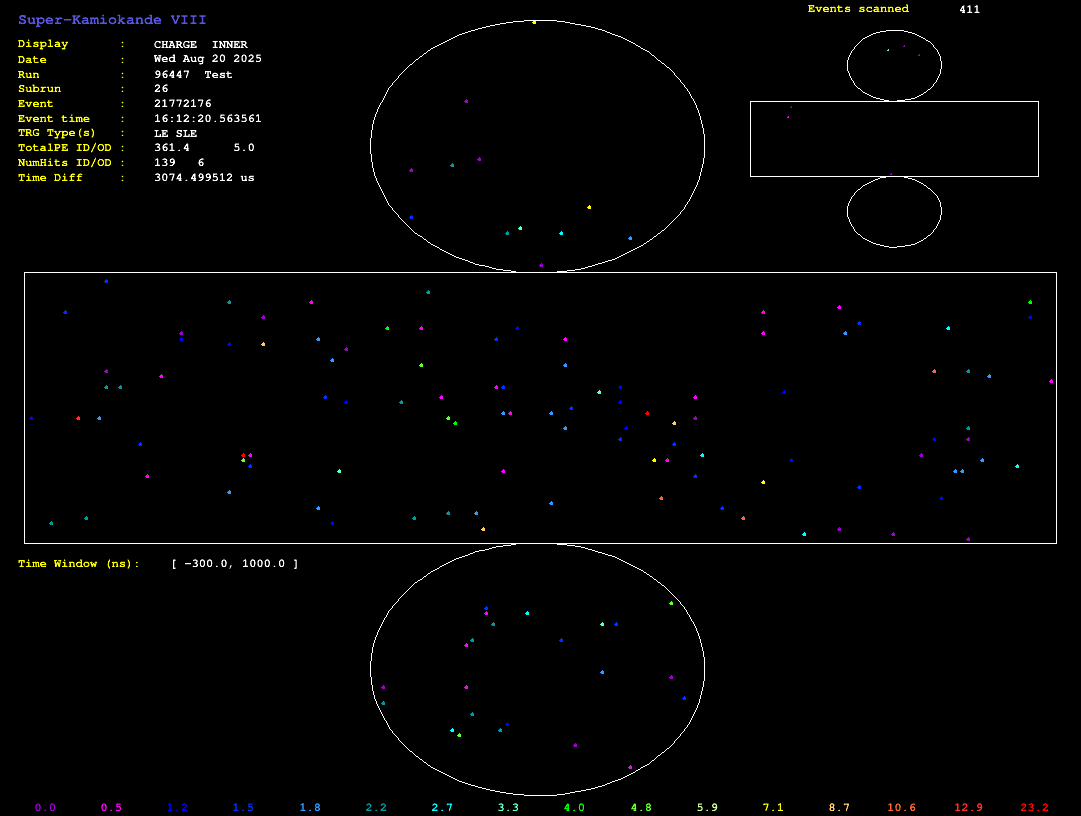 Super-Kamiokande VIII
Events scanned 411
Display : CHARGE INNER
Date : Wed Aug 20 2025
Run : 96447 Test
Subrun : 26
Event : 21772176
Event time : 16:12:20.563561
TRG Type(s) : LE SLE
TotalPE ID/OD : 361.4 5.0
NumHits ID/OD : 139 6
Time Diff : 3074.499512 us
Time Window (ns): [ -300.0, 1000.0 ]
0.0 0.5 1.2 1.5 1.8 2.2 2.7 3.3 4.0 4.8 5.9 7.1 8.7 10.6 12.9 23.2